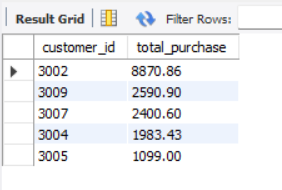 Result Grid Filter Rows:
customer_id total_purchase
3002 8870.86
3009 2590.90
3007 2400.60
3004 1983.43
3005 1099.00